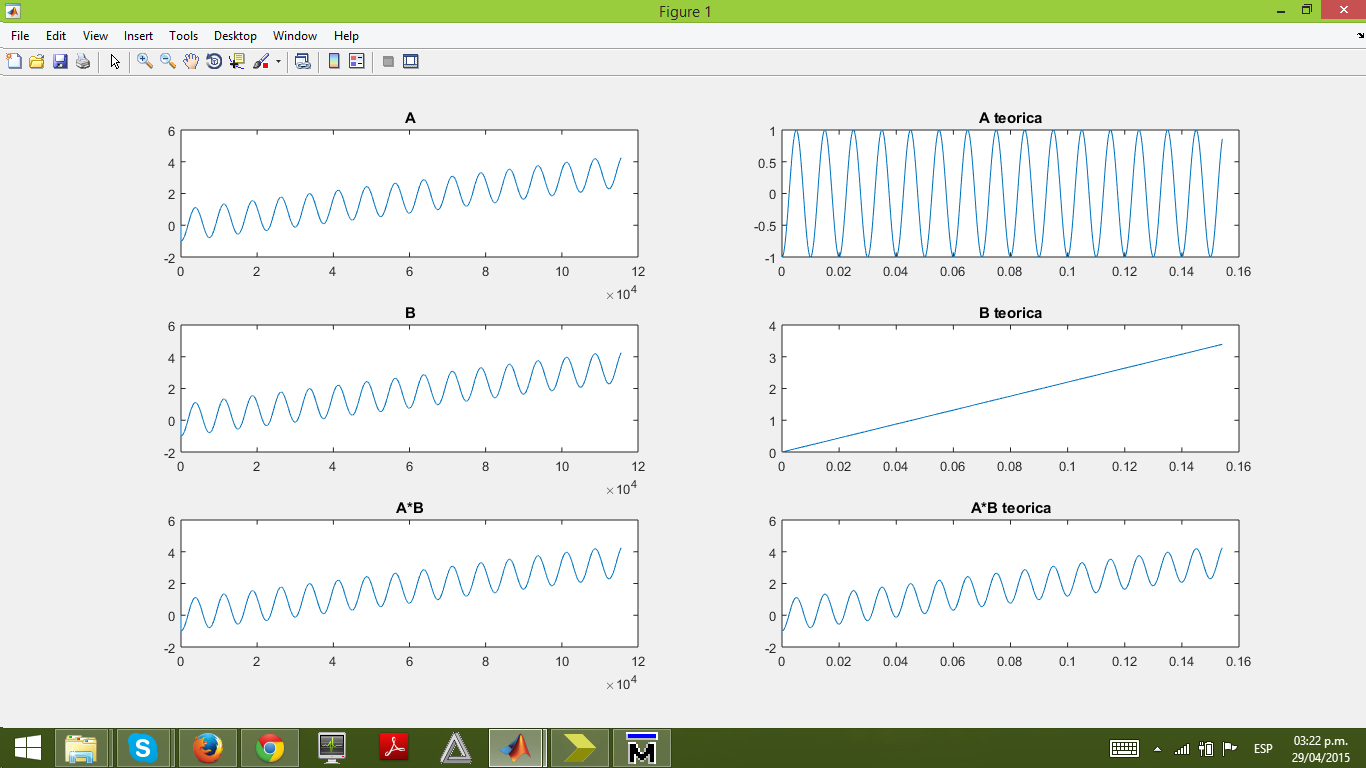 Figure 1
File Edit View Insert Tools Desktop Window Help
A
6
4
2
0
-2
0 2 4 6 8 10 12
×10^4
A teorica
1
0.5
0
-0.5
-1
0 0.02 0.04 0.06 0.08 0.1 0.12 0.14 0.16
B
6
4
2
0
-2
0 2 4 6 8 10 12
×10^4
B teorica
4
3
2
1
0
0 0.02 0.04 0.06 0.08 0.1 0.12 0.14 0.16
A*B
6
4
2
0
-2
0 2 4 6 8 10 12
×10^4
A*B teorica
6
4
2
0
-2
0 0.02 0.04 0.06 0.08 0.1 0.12 0.14 0.16
ESP
03:22 p.m.
29/04/2015